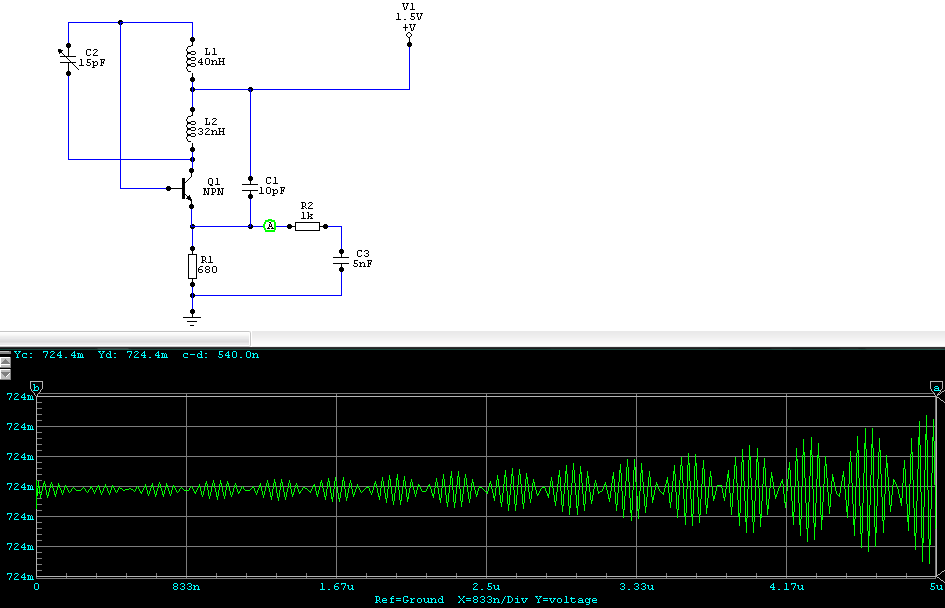 V1
1.5V
+V
C2
15pF
L1
40nH
L2
32nH
Q1
NPN
C1
10pF
A
R2
1k
R1
680
C3
5nF
Yc: 724.4m Yd: 724.4m c-d: 540.0n
b
a
724m
724m
724m
724m
724m
724m
724m
0 833n 1.67u 2.5u 3.33u 4.17u 5u
Ref=Ground X=833n/Div Y=voltage